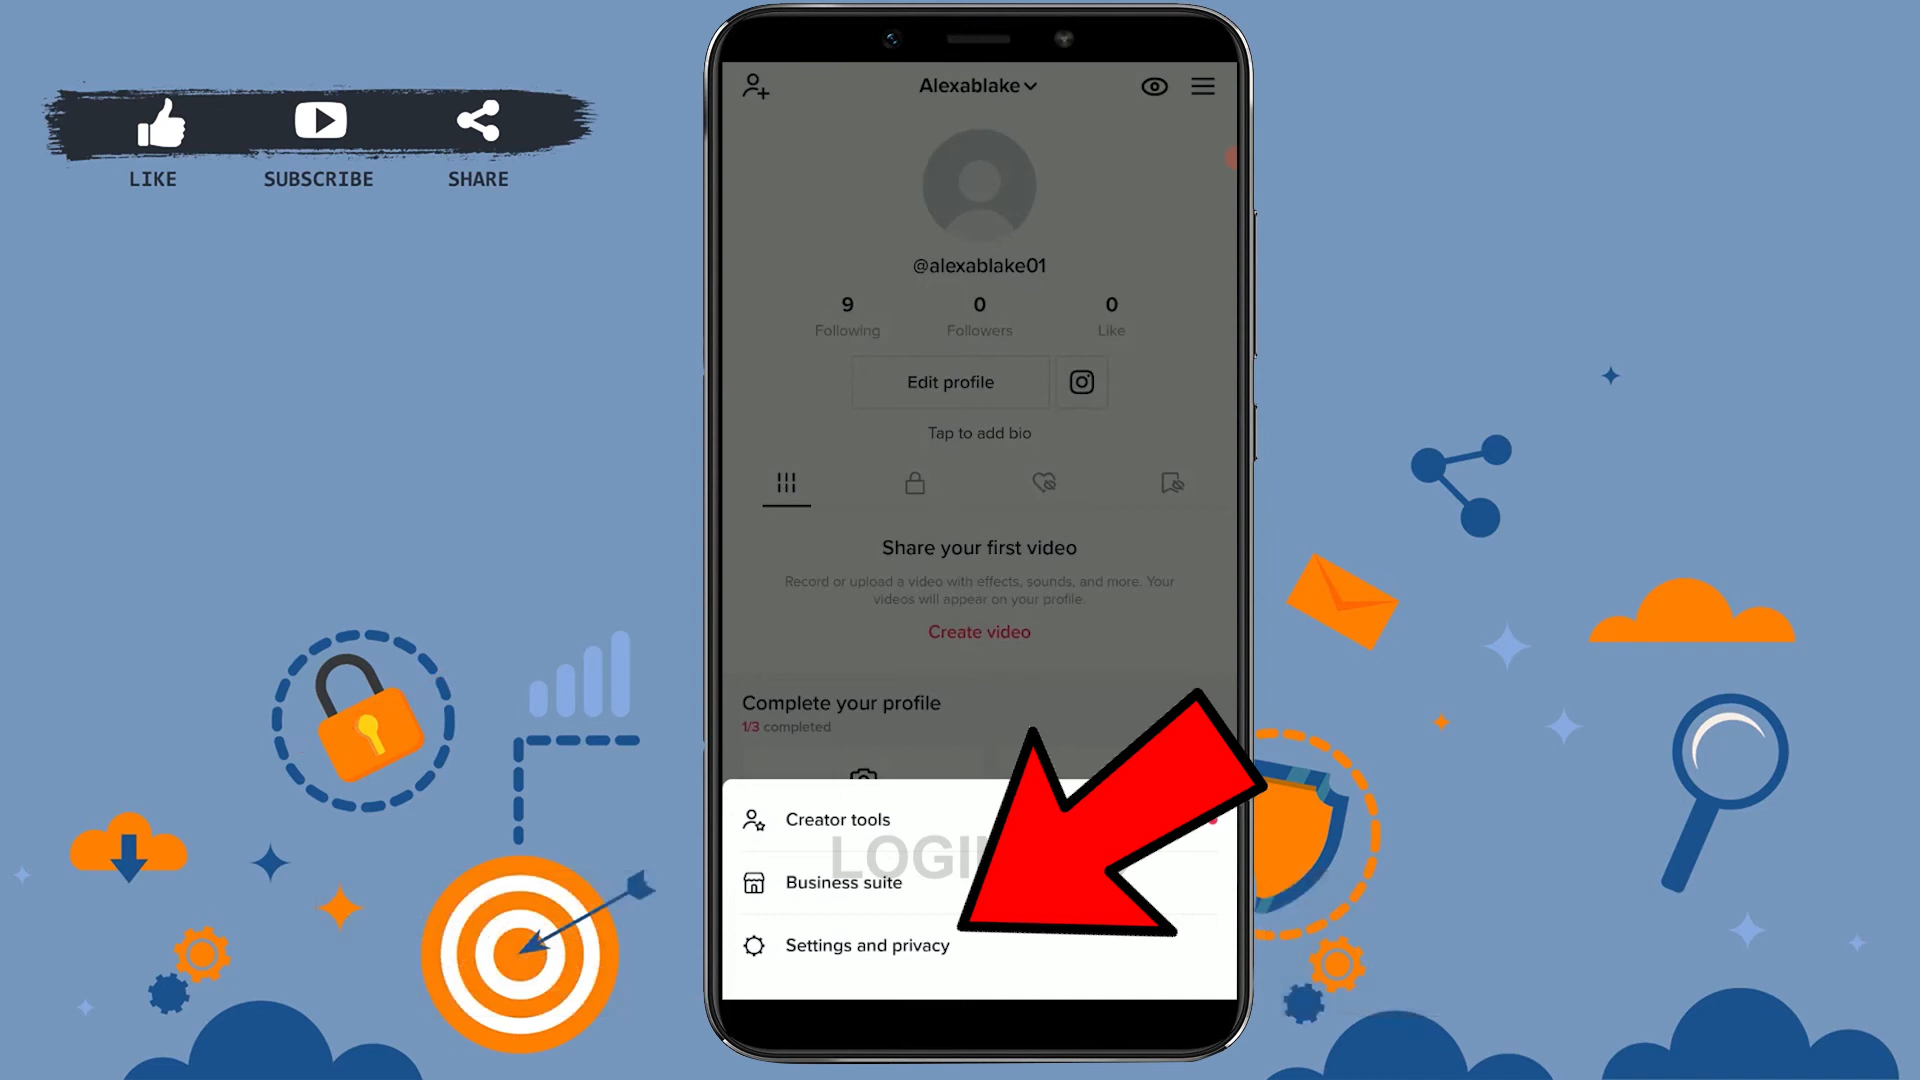 LIKE
SUBSCRIBE
SHARE
Alexablake
@alexablake01
9
0
0
Following
Followers
Like
Edit profile
Tap to add bio
Share your first video
Record or upload a video with effects, sounds, and more. Your
videos will appear on your profile.
Create video
Complete your profile
1/3 completed
Creator tools
Business suite
Settings and privacy